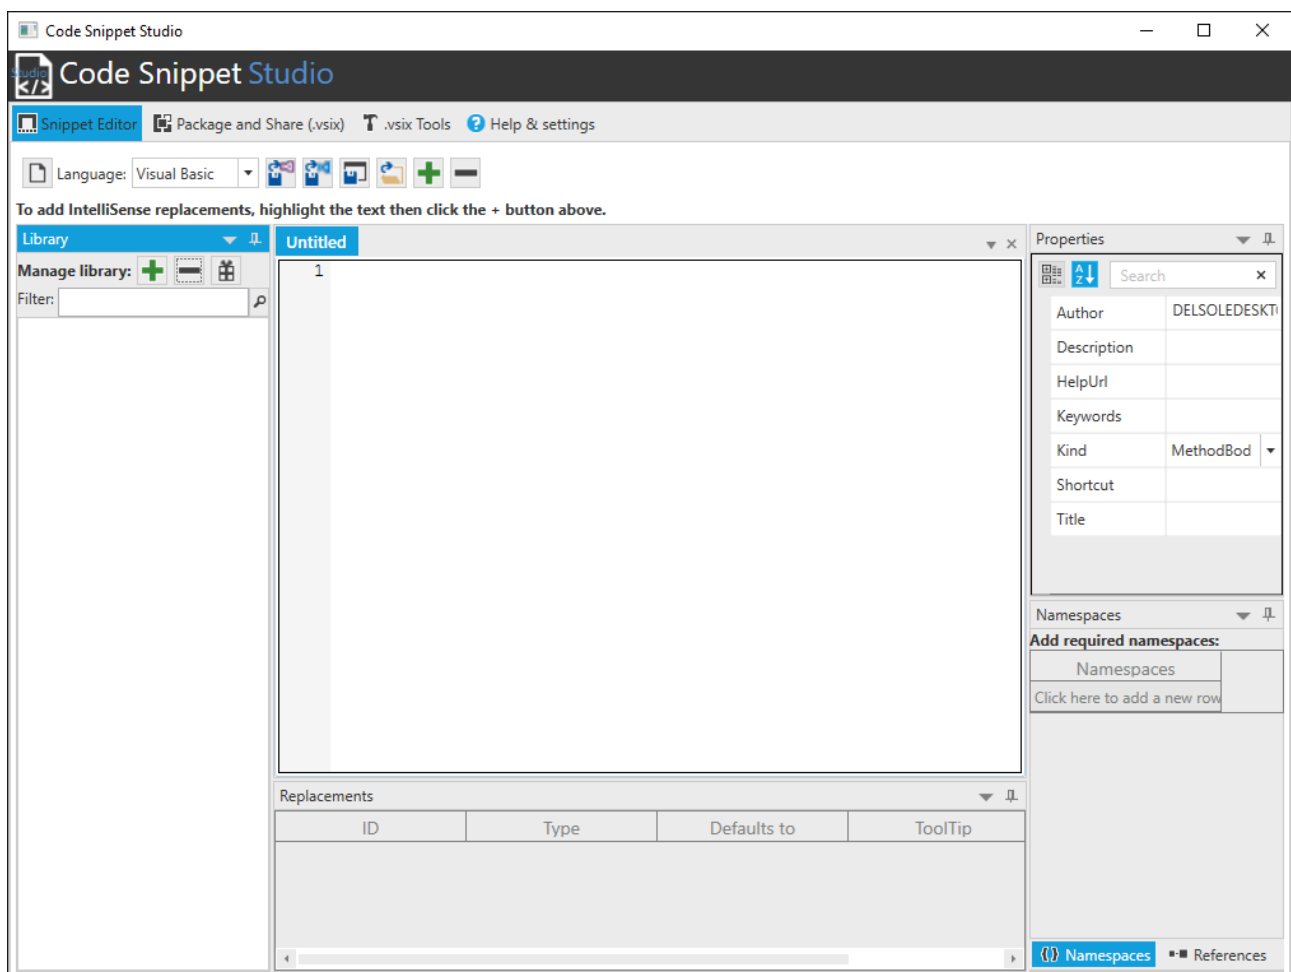 Code Snippet Studio
Studio
</>
Code Snippet Studio
Snippet Editor Package and Share (.vsix) .vsix Tools ? Help & settings
Language: Visual Basic
To add IntelliSense replacements, highlight the text then click the + button above.
Library
Manage library:
Filter:
Untitled
1
Properties
A
Z
Search
Author DELSOLEDESKT
Description
HelpUrl
Keywords
Kind MethodBod
Shortcut
Title
Namespaces
Add required namespaces:
Namespaces
Click here to add a new row
Replacements
ID Type Defaults to ToolTip
{} Namespaces References